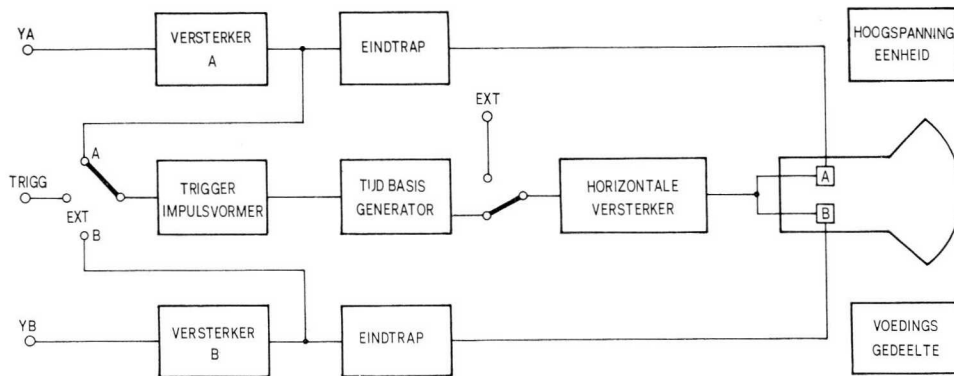 YA
VERSTERKER
A
EINDTRAP
HOOGSPANNING
EENHEID
EXT
A
TRIGG
EXT
B
TRIGGER
IMPULSVORMER
TIJD BASIS
GENERATOR
HORIZONTALE
VERSTERKER
A
B
YB
VERSTERKER
B
EINDTRAP
VOEDINGS
GEDEELTE